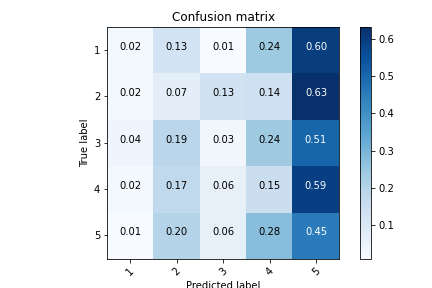 Confusion matrix
1 0.02 0.13 0.01 0.24 0.60
2 0.02 0.07 0.13 0.14 0.63
3 0.04 0.19 0.03 0.24 0.51
4 0.02 0.17 0.06 0.15 0.59
5 0.01 0.20 0.06 0.28 0.45
True label
1 2 3 4 5
Predicted label
0.6
0.5
0.4
0.3
0.2
0.1